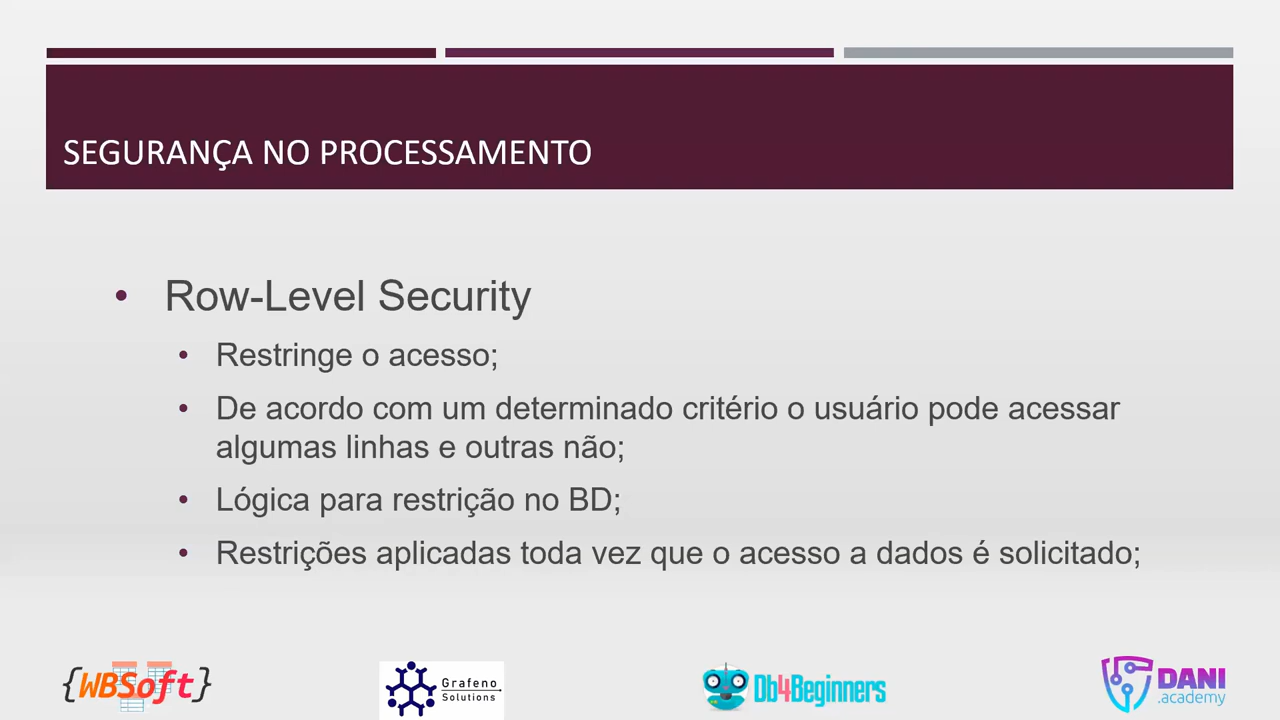 SEGURANÇA NO PROCESSAMENTO
• Row-Level Security
• Restringe o acesso;
• De acordo com um determinado critério o usuário pode acessar
algumas linhas e outras não;
• Lógica para restrição no BD;
• Restrições aplicadas toda vez que o acesso a dados é solicitado;
{WBSoft}
Grafeno
Solutions
Db4Beginners
DANI
.academy